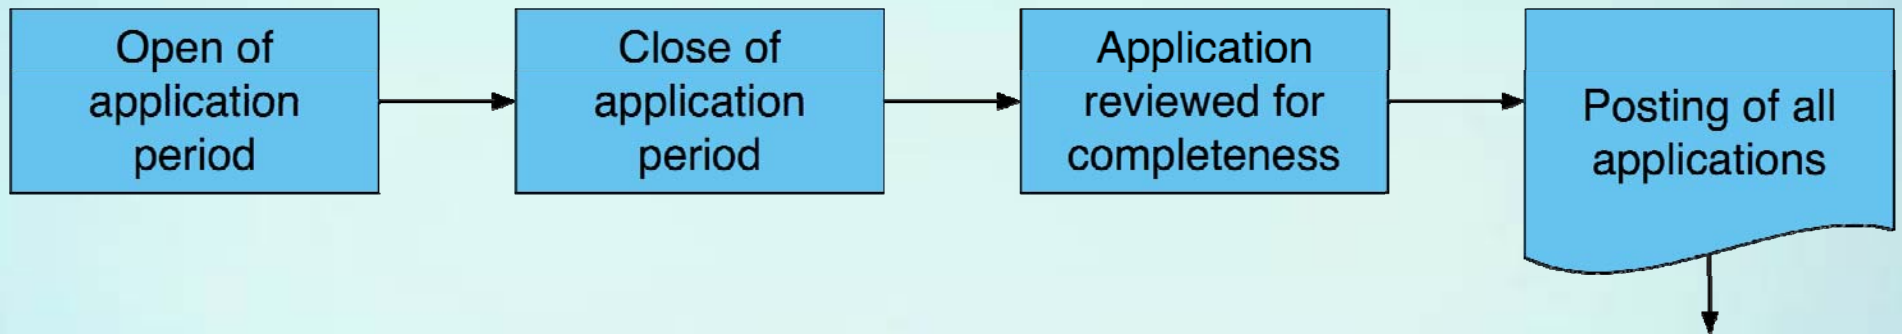 Open of
application
period
Close of
application
period
Application
reviewed for
completeness
Posting of all
applications